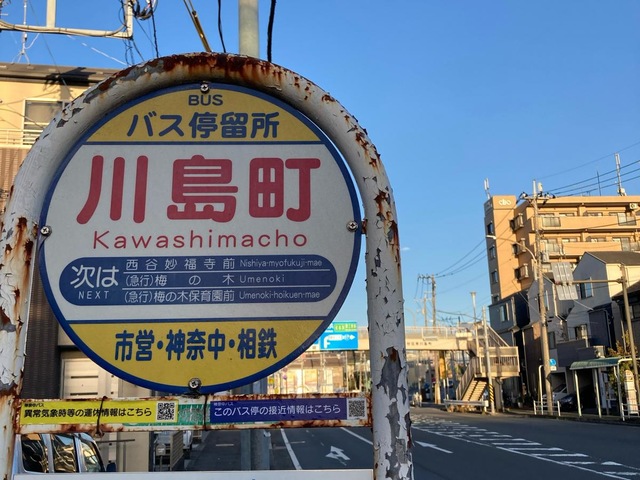 BUS
バス停留所
川島町
Kawashimacho
次は
NEXT
西谷妙福寺前 Nishiya-myofukuji-mae
(急行)梅の木 Umenoki
(急行)梅の木保育園前 Umenoki-hoikuen-mae
市営・神奈中・相鉄
異常気象時等の運休情報はこちら
このバス停の接近情報はこちら